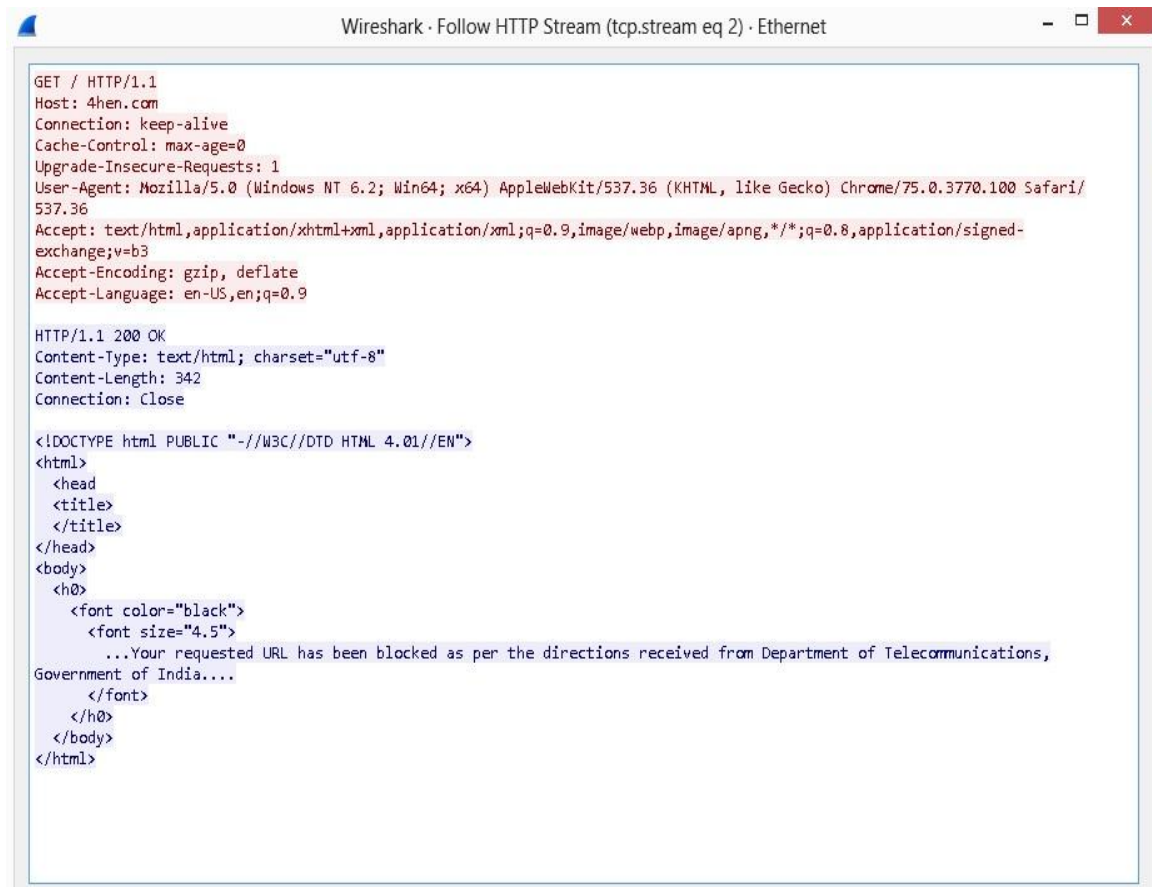 Wireshark · Follow HTTP Stream (tcp.stream eq 2) · Ethernet
GET / HTTP/1.1
Host: 4hen.com
Connection: keep-alive
Cache-Control: max-age=0
Upgrade-Insecure-Requests: 1
User-Agent: Mozilla/5.0 (Windows NT 6.2; Win64; x64) AppleWebKit/537.36 (KHTML, like Gecko) Chrome/75.0.3770.100 Safari/
537.36
Accept: text/html,application/xhtml+xml,application/xml;q=0.9,image/webp,image/apng,*/*;q=0.8,application/signed-
exchange;v=b3
Accept-Encoding: gzip, deflate
Accept-Language: en-US,en;q=0.9

HTTP/1.1 200 OK
Content-Type: text/html; charset="utf-8"
Content-Length: 342
Connection: Close

<!DOCTYPE html PUBLIC "-//W3C//DTD HTML 4.01//EN">
<html>
  <head
  <title>
  </title>
</head>
<body>
  <h0>
    <font color="black">
      <font size="4.5">
        ...Your requested URL has been blocked as per the directions received from Department of Telecommunications,
Government of India....
      </font>
    </h0>
  </body>
</html>